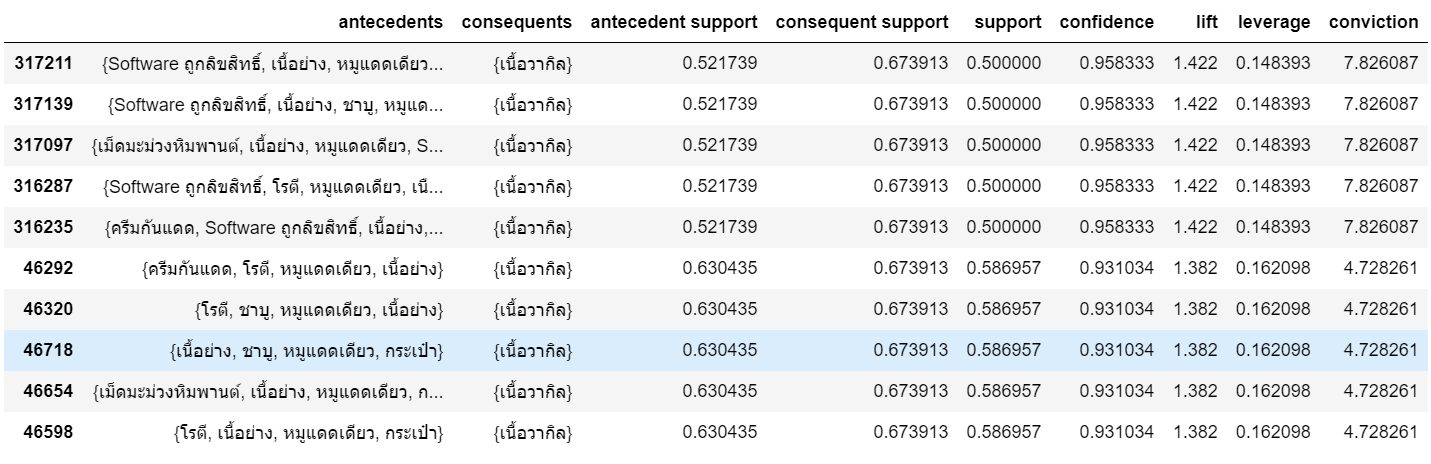 antecedents consequents antecedent support consequent support support confidence lift leverage conviction
317211 {Software ถูกลิขสิทธิ์, เนื้อย่าง, หมูแดดเดียว... {เนื้อวากิล} 0.521739 0.673913 0.500000 0.958333 1.422 0.148393 7.826087
317139 {Software ถูกลิขสิทธิ์, เนื้อย่าง, ชาบู, หมูแด... {เนื้อวากิล} 0.521739 0.673913 0.500000 0.958333 1.422 0.148393 7.826087
317097 {เม็ดมะม่วงหิมพานต์, เนื้อย่าง, หมูแดดเดียว, S... {เนื้อวากิล} 0.521739 0.673913 0.500000 0.958333 1.422 0.148393 7.826087
316287 {Software ถูกลิขสิทธิ์, โรตี, หมูแดดเดียว, เนื... {เนื้อวากิล} 0.521739 0.673913 0.500000 0.958333 1.422 0.148393 7.826087
316235 {ครีมกันแดด, Software ถูกลิขสิทธิ์, เนื้อย่าง,... {เนื้อวากิล} 0.521739 0.673913 0.500000 0.958333 1.422 0.148393 7.826087
46292 {ครีมกันแดด, โรตี, หมูแดดเดียว, เนื้อย่าง} {เนื้อวากิล} 0.630435 0.673913 0.586957 0.931034 1.382 0.162098 4.728261
46320 {โรตี, ชาบู, หมูแดดเดียว, เนื้อย่าง} {เนื้อวากิล} 0.630435 0.673913 0.586957 0.931034 1.382 0.162098 4.728261
46718 {เนื้อย่าง, ชาบู, หมูแดดเดียว, กระเป๋า} {เนื้อวากิล} 0.630435 0.673913 0.586957 0.931034 1.382 0.162098 4.728261
46654 {เม็ดมะม่วงหิมพานต์, เนื้อย่าง, หมูแดดเดียว, ก... {เนื้อวากิล} 0.630435 0.673913 0.586957 0.931034 1.382 0.162098 4.728261
46598 {โรตี, เนื้อย่าง, หมูแดดเดียว, กระเป๋า} {เนื้อวากิล} 0.630435 0.673913 0.586957 0.931034 1.382 0.162098 4.728261